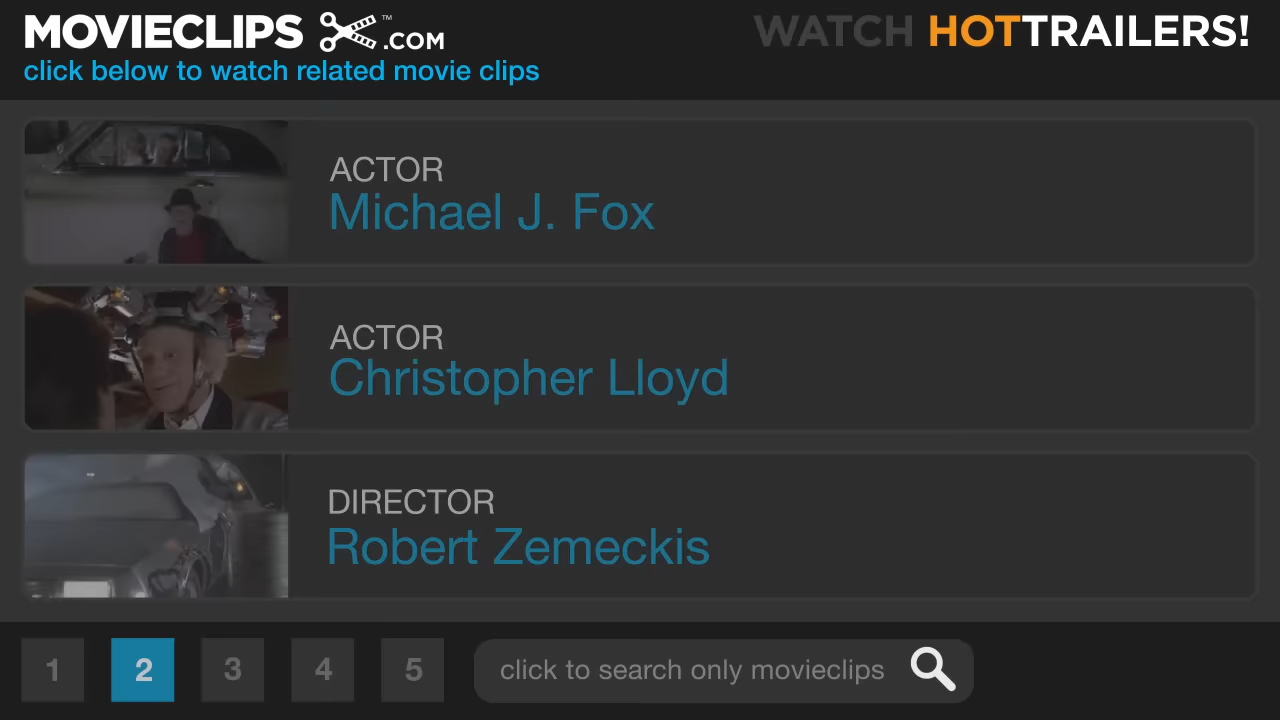 MOVIECLIPS ™ .COM
WATCH HOTTRAILERS!
click below to watch related movie clips
ACTOR
Michael J. Fox
ACTOR
Christopher Lloyd
DIRECTOR
Robert Zemeckis
1 2 3 4 5
click to search only movieclips